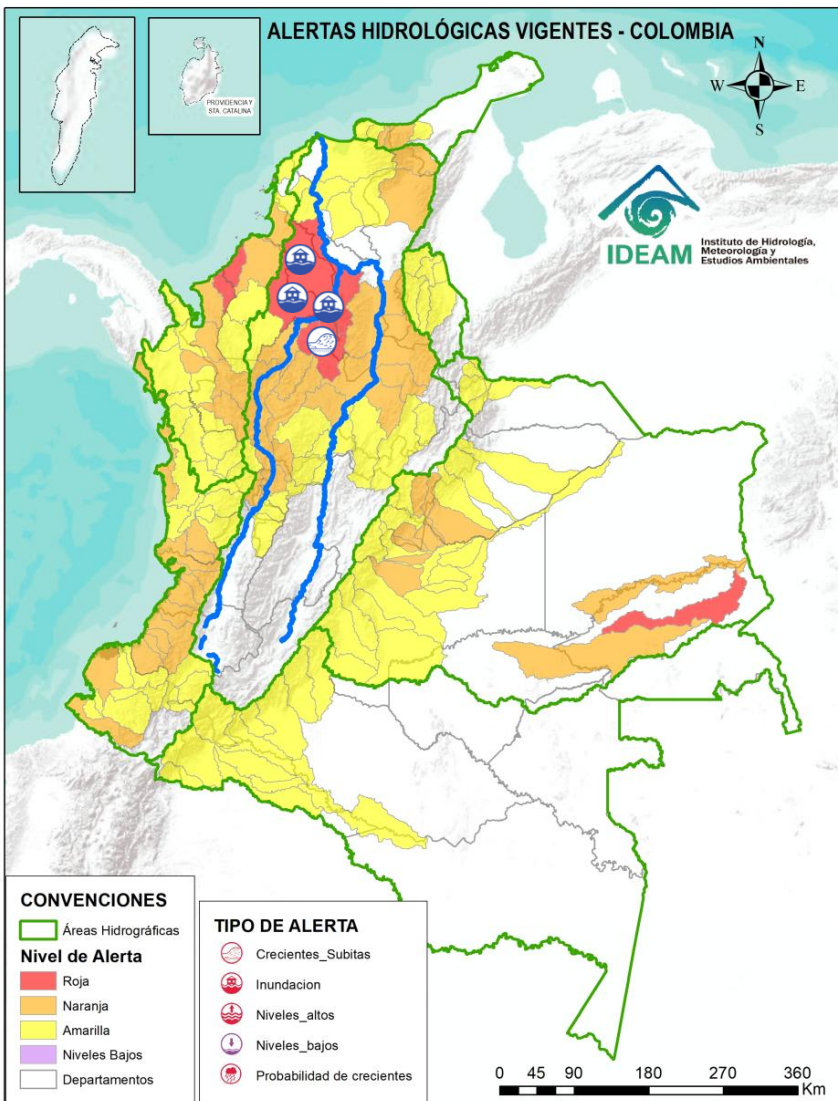 ALERTAS HIDROLÓGICAS VIGENTES - COLOMBIA
PROVIDENCIA Y
STA. CATALINA
N
W
E
S
IDEAM
Instituto de Hidrología,
Meteorología y
Estudios Ambientales
CONVENCIONES
Áreas Hidrográficas
Nivel de Alerta
Roja
Naranja
Amarilla
Niveles Bajos
Departamentos
TIPO DE ALERTA
Crecientes_Subitas
Inundacion
Niveles_altos
Niveles_bajos
Probabilidad de crecientes
0 45 90 180 270 360
Km